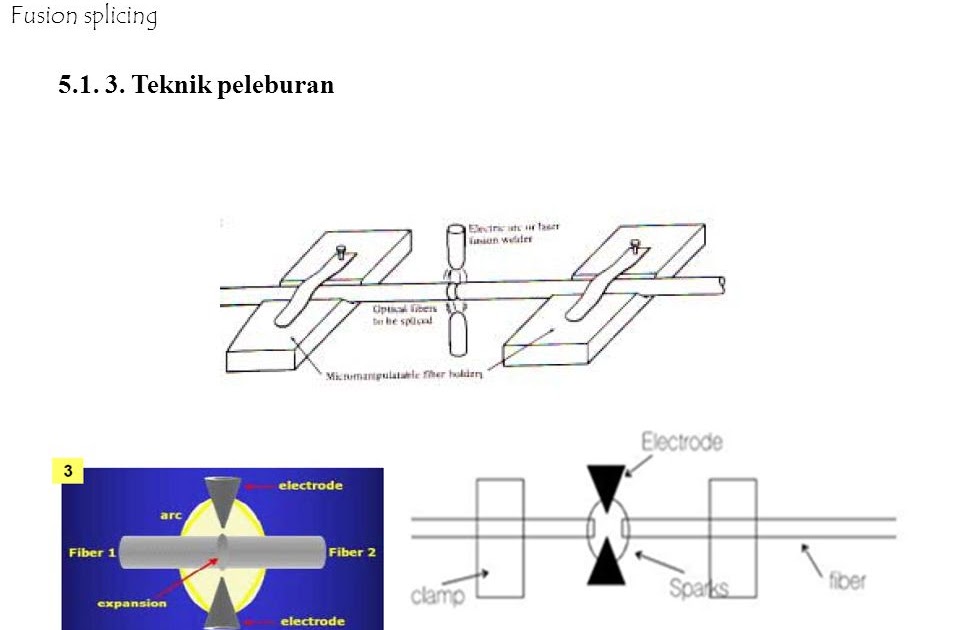 Fusion splicing
5.1. 3. Teknik peleburan
Electric arc or laser
fusion welder
Optical fibers
to be spliced
Micromanipulatable fiber holders
Electrode
3
electrode
arc
Fiber 1
Fiber 2
expansion
electrode
clamp
Sparks
fiber